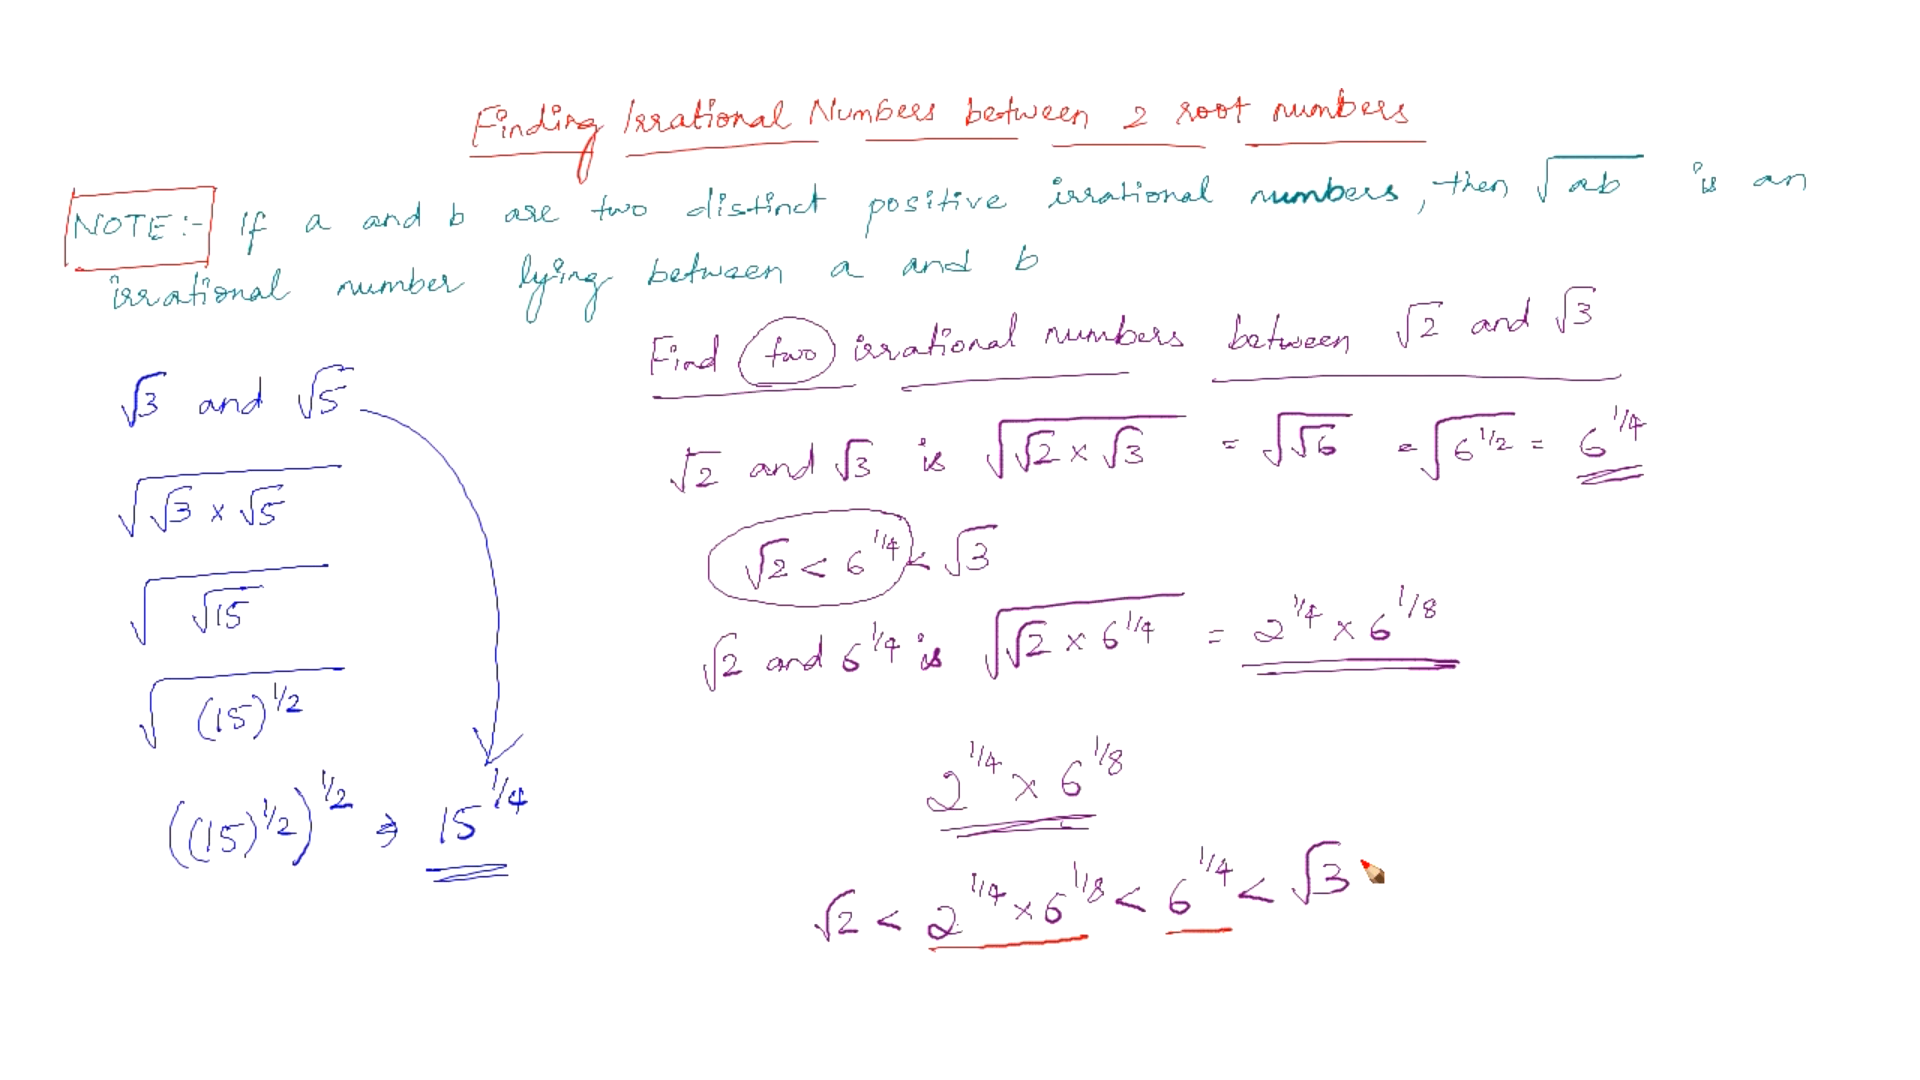 Finding Irrational Numbers between 2 root numbers
NOTE:- If a and b are two distinct positive irrational numbers, then √(ab) is an
irrational number lying between a and b
√3 and √5
√(√3 × √5)
√(√15)
√((15)^1/2)
((15)^1/2)^1/2 ⇒ 15^1/4
Find two irrational numbers between √2 and √3
√2 and √3 is √(√2 × √3) = √(√6) = √(6^1/2) = 6^1/4
√2 < 6^1/4 < √3
√2 and 6^1/4 is √(√2 × 6^1/4) = 2^1/4 × 6^1/8
2^1/4 × 6^1/8
√2 < 2^1/4 × 6^1/8 < 6^1/4 < √3